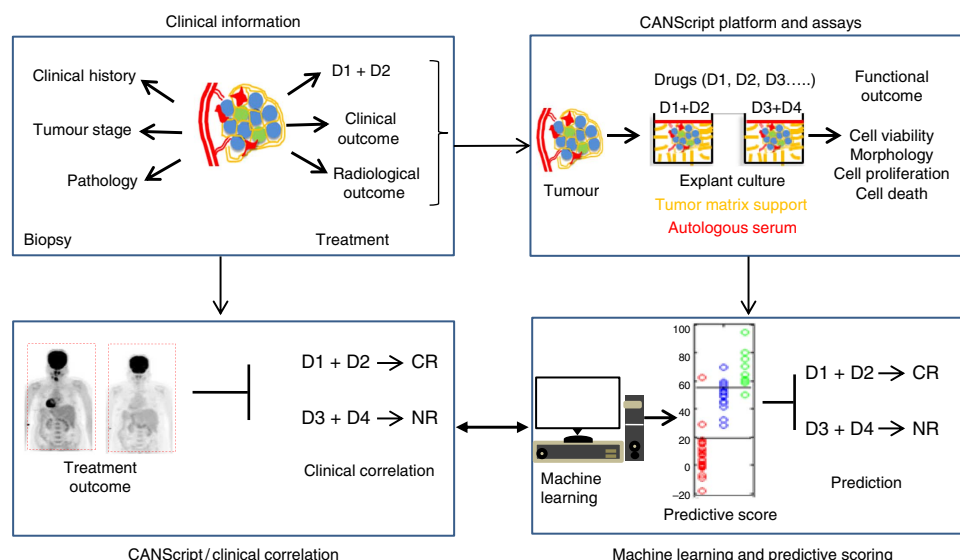 Clinical information
Clinical history
Tumour stage
Pathology
D1 + D2
Clinical
outcome
Radiological
outcome
Biopsy
Treatment
CANScript platform and assays
Drugs (D1, D2, D3.....)
D1+D2
D3+D4
Functional
outcome
Cell viability
Morphology
Cell proliferation
Cell death
Tumour
Explant culture
Tumor matrix support
Autologous serum
Treatment
outcome
D1 + D2 → CR
D3 + D4 → NR
Clinical correlation
CANScript / clinical correlation
Machine
learning
100
80
60
40
20
0
−20
Predictive score
D1 + D2 → CR
D3 + D4 → NR
Prediction
Machine learning and predictive scoring